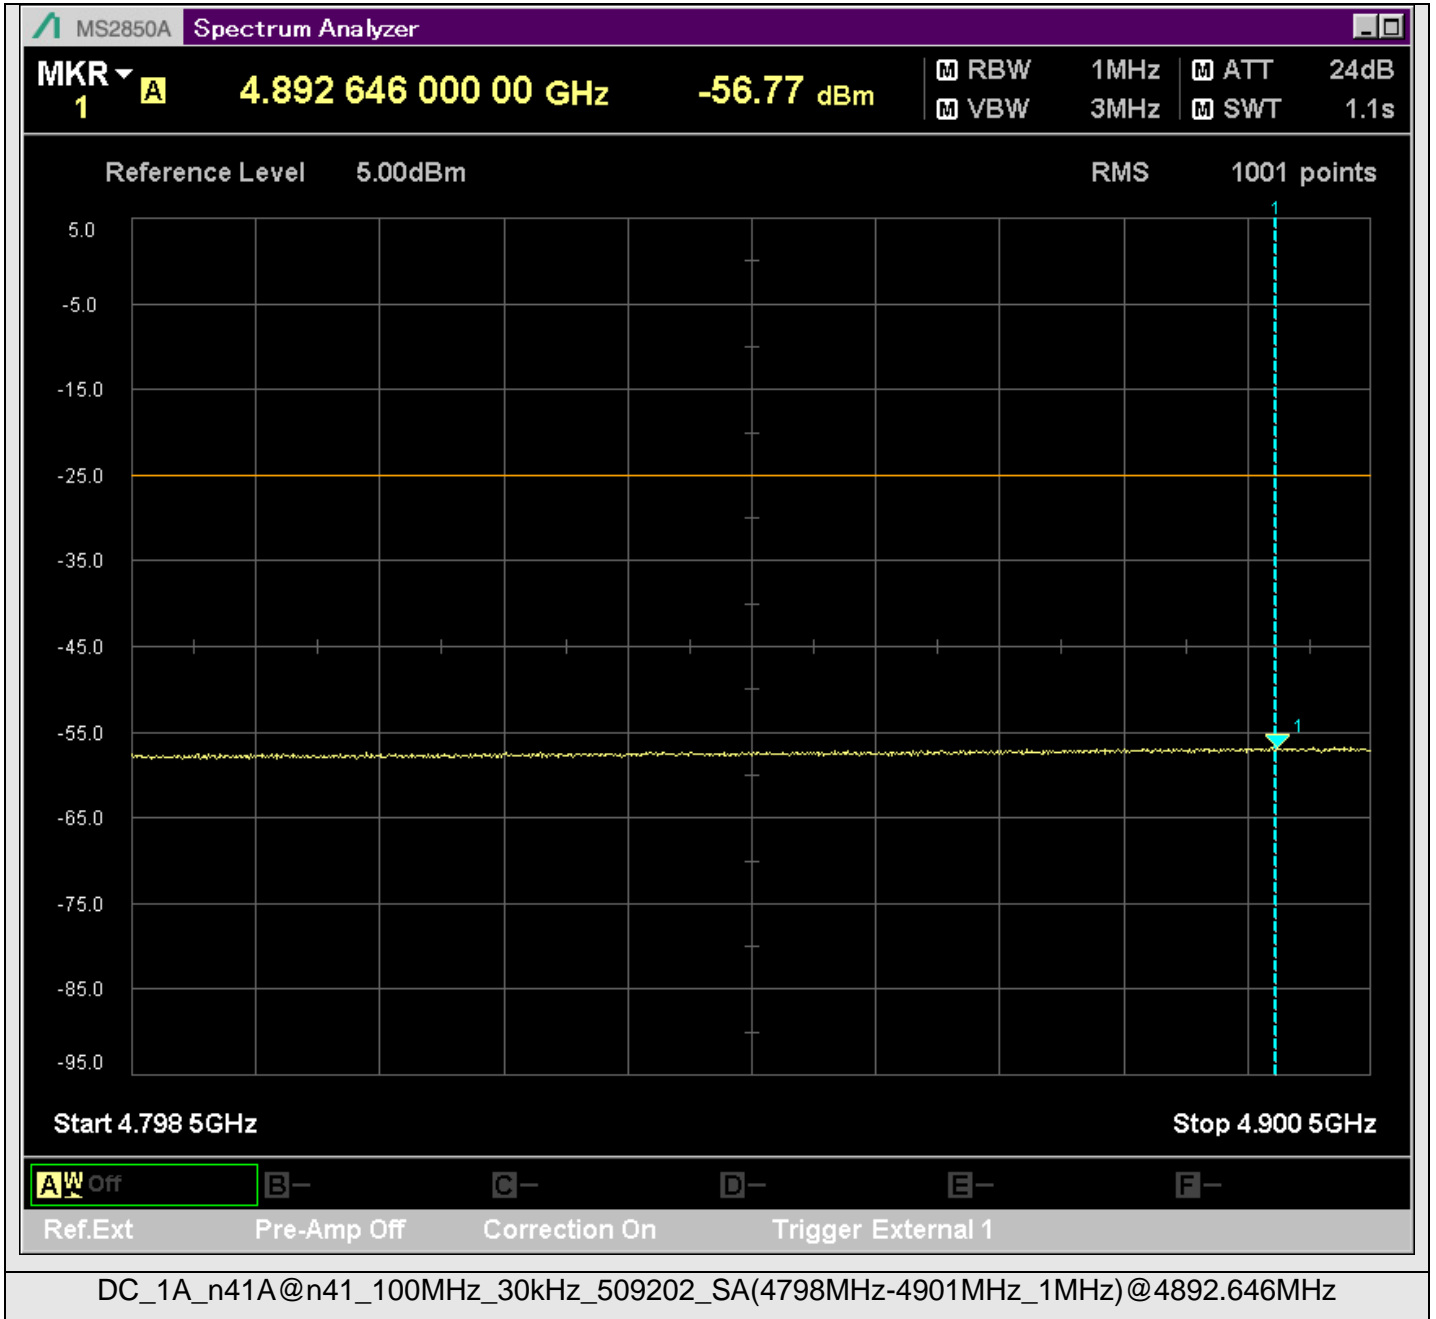 MS2850A Spectrum Analyzer
MKR 1 A 4.892 646 000 00 GHz -56.77 dBm
M RBW 1MHz M ATT 24dB
M VBW 3MHz M SWT 1.1s
Reference Level 5.00dBm RMS 1001 points
1
5.0
-5.0
-15.0
-25.0
-35.0
-45.0
-55.0
1
-65.0
-75.0
-85.0
-95.0
Start 4.798 5GHz Stop 4.900 5GHz
A W Off B- C- D- E- F-
Ref.Ext Pre-Amp Off Correction On Trigger External 1
DC_1A_n41A@n41_100MHz_30kHz_509202_SA(4798MHz-4901MHz_1MHz)@4892.646MHz